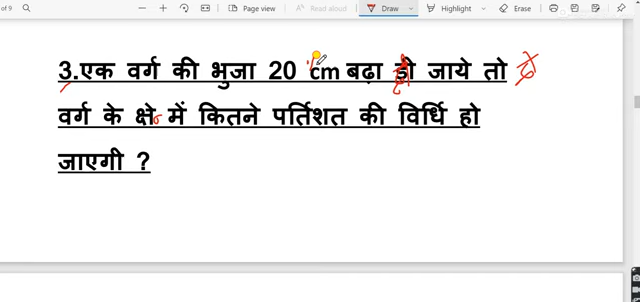 of 9
Page view
Read aloud
Draw
Highlight
Erase
3.एक वर्ग की भुजा 20 cm बढ़ा हो जाये तो
वर्ग के क्षे में कितने पर्तिशत की विर्धि हो
जाएगी ?